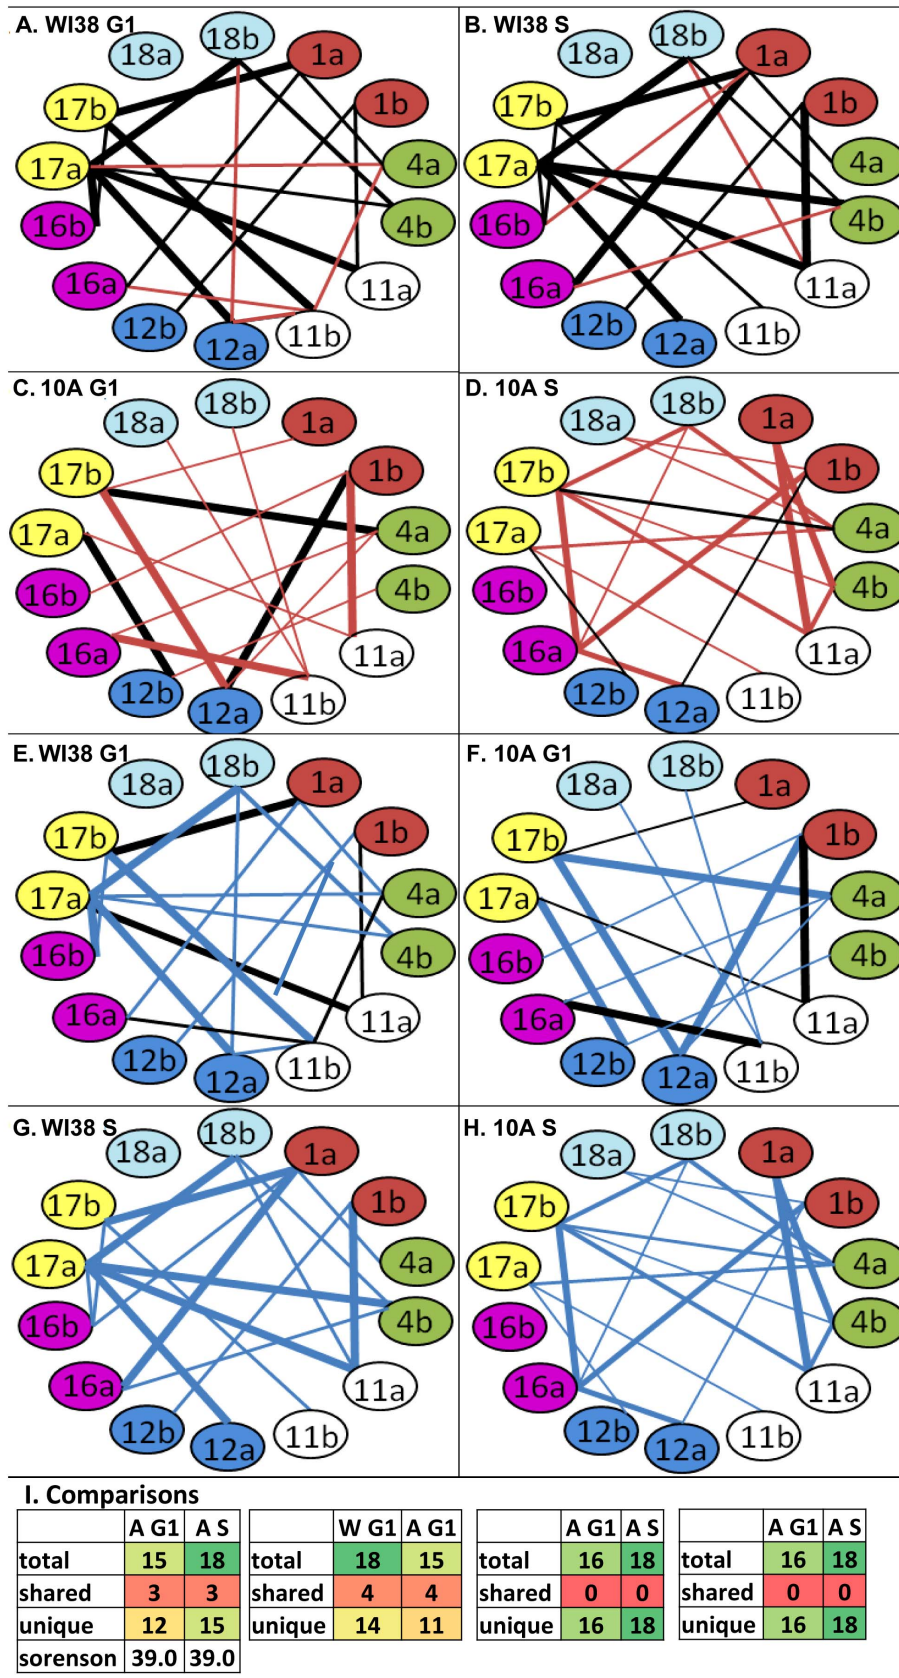 A. WI38 G1
18a
18b
1a
1b
4a
4b
11a
11b
12a
12b
16a
16b
17a
17b
B. WI38 S
18a
18b
1a
1b
4a
4b
11a
11b
12a
12b
16a
16b
17a
17b
C. 10A G1
18a
18b
1a
1b
4a
4b
11a
11b
12a
12b
16a
16b
17a
17b
D. 10A S
18a
18b
1a
1b
4a
4b
11a
11b
12a
12b
16a
16b
17a
17b
E. WI38 G1
18a
18b
1a
1b
4a
4b
11a
11b
12a
12b
16a
16b
17a
17b
F. 10A G1
18a
18b
1a
1b
4a
4b
11a
11b
12a
12b
16a
16b
17a
17b
G. WI38 S
18a
18b
1a
1b
4a
4b
11a
11b
12a
12b
16a
16b
17a
17b
H. 10A S
18a
18b
1a
1b
4a
4b
11a
11b
12a
12b
16a
16b
17a
17b
I. Comparisons
A G1 A S
total 15 18
shared 3 3
unique 12 15
sorenson 39.0 39.0
W G1 A G1
total 18 15
shared 4 4
unique 14 11
A G1 A S
total 16 18
shared 0 0
unique 16 18
A G1 A S
total 16 18
shared 0 0
unique 16 18